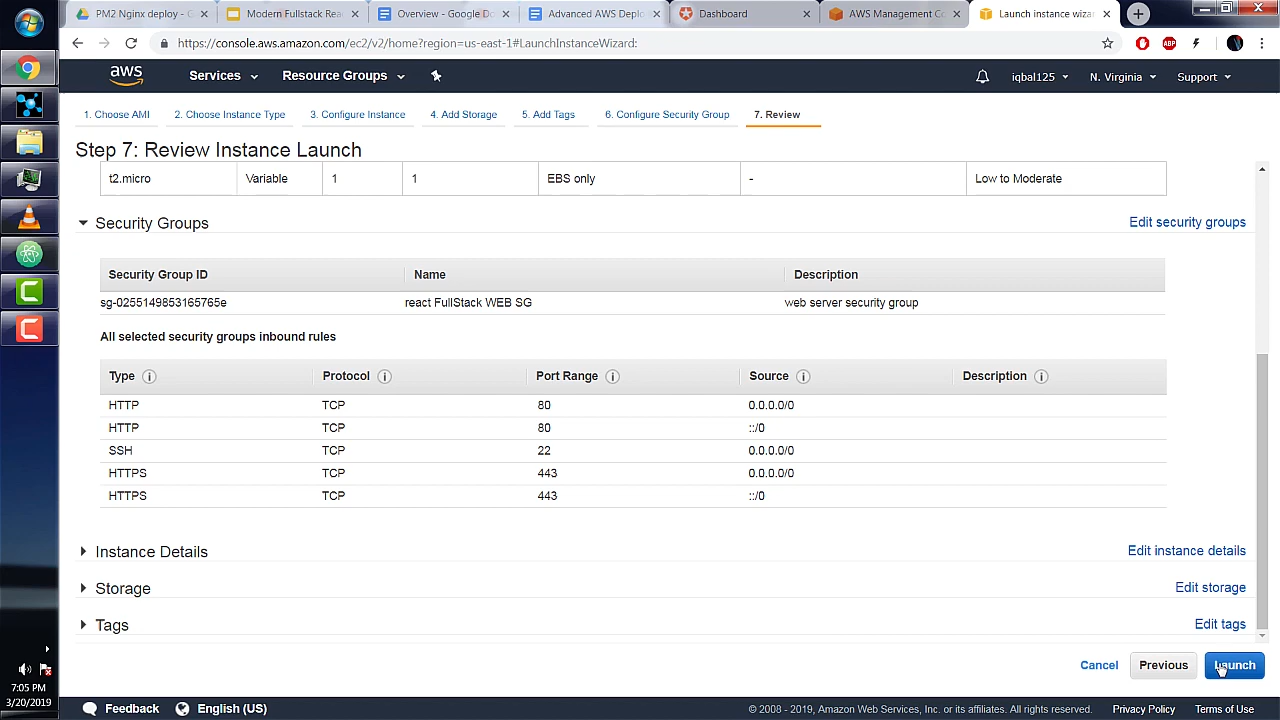 PM2 Nginx deploy - G
Modern Fullstack Rea
Overview - One Do
Advanced AWS Deplo
Dashboard
AWS Management Co
Launch instance wiza
https://console.aws.amazon.com/ec2/v2/home?region=us-east-1#LaunchInstanceWizard:
ABP
aws Services Resource Groups iqbal125 N. Virginia Support
1. Choose AMI 2. Choose Instance Type 3. Configure Instance 4. Add Storage 5. Add Tags 6. Configure Security Group 7. Review
Step 7: Review Instance Launch
t2.micro Variable 1 1 EBS only - Low to Moderate
Security Groups Edit security groups
Security Group ID Name Description
sg-0255149853165765e react FullStack WEB SG web server security group
All selected security groups inbound rules
Type Protocol Port Range Source Description
HTTP TCP 80 0.0.0.0/0
HTTP TCP 80 ::/0
SSH TCP 22 0.0.0.0/0
HTTPS TCP 443 0.0.0.0/0
HTTPS TCP 443 ::/0
Instance Details Edit instance details
Storage Edit storage
Tags Edit tags
Cancel Previous Launch
7:05 PM
3/20/2019
Feedback English (US) © 2008 - 2019, Amazon Web Services, Inc. or its affiliates. All rights reserved. Privacy Policy Terms of Use